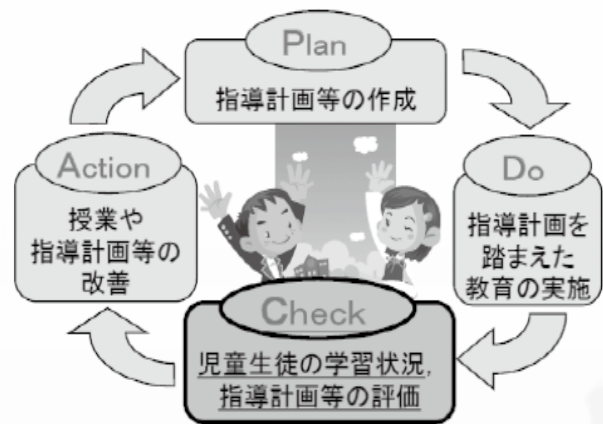 Plan
指導計画等の作成
Do
指導計画を
踏まえた
教育の実施
Check
児童生徒の学習状況,
指導計画等の評価
Action
授業や
指導計画等の
改善